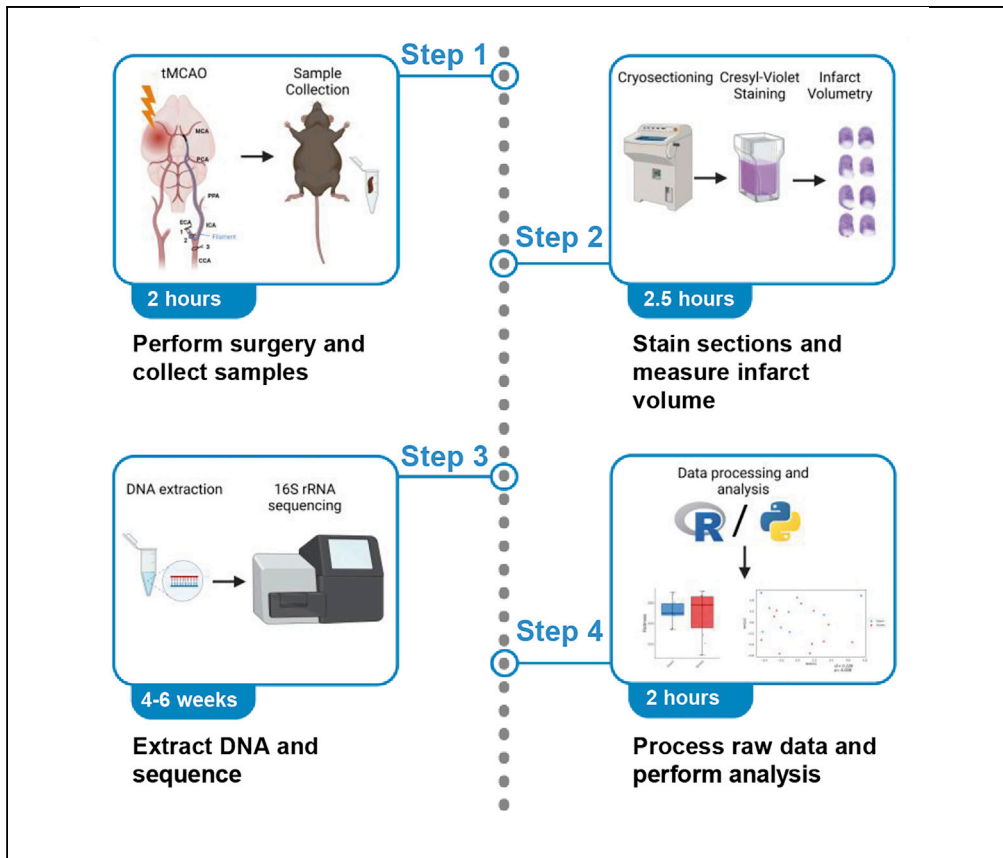 Step 1
tMCAO
Sample
Collection
MCA
PCA
PPA
ECA
ICA
1
2
Filament
3
CCA
2 hours
Perform surgery and
collect samples
Step 2
Cryosectioning
Cresyl-Violet
Staining
Infarct
Volumetry
2.5 hours
Stain sections and
measure infarct
volume
Step 3
DNA extraction
16S rRNA
sequencing
4-6 weeks
Extract DNA and
sequence
Step 4
Data processing and
analysis
R /
2 hours
Process raw data and
perform analysis